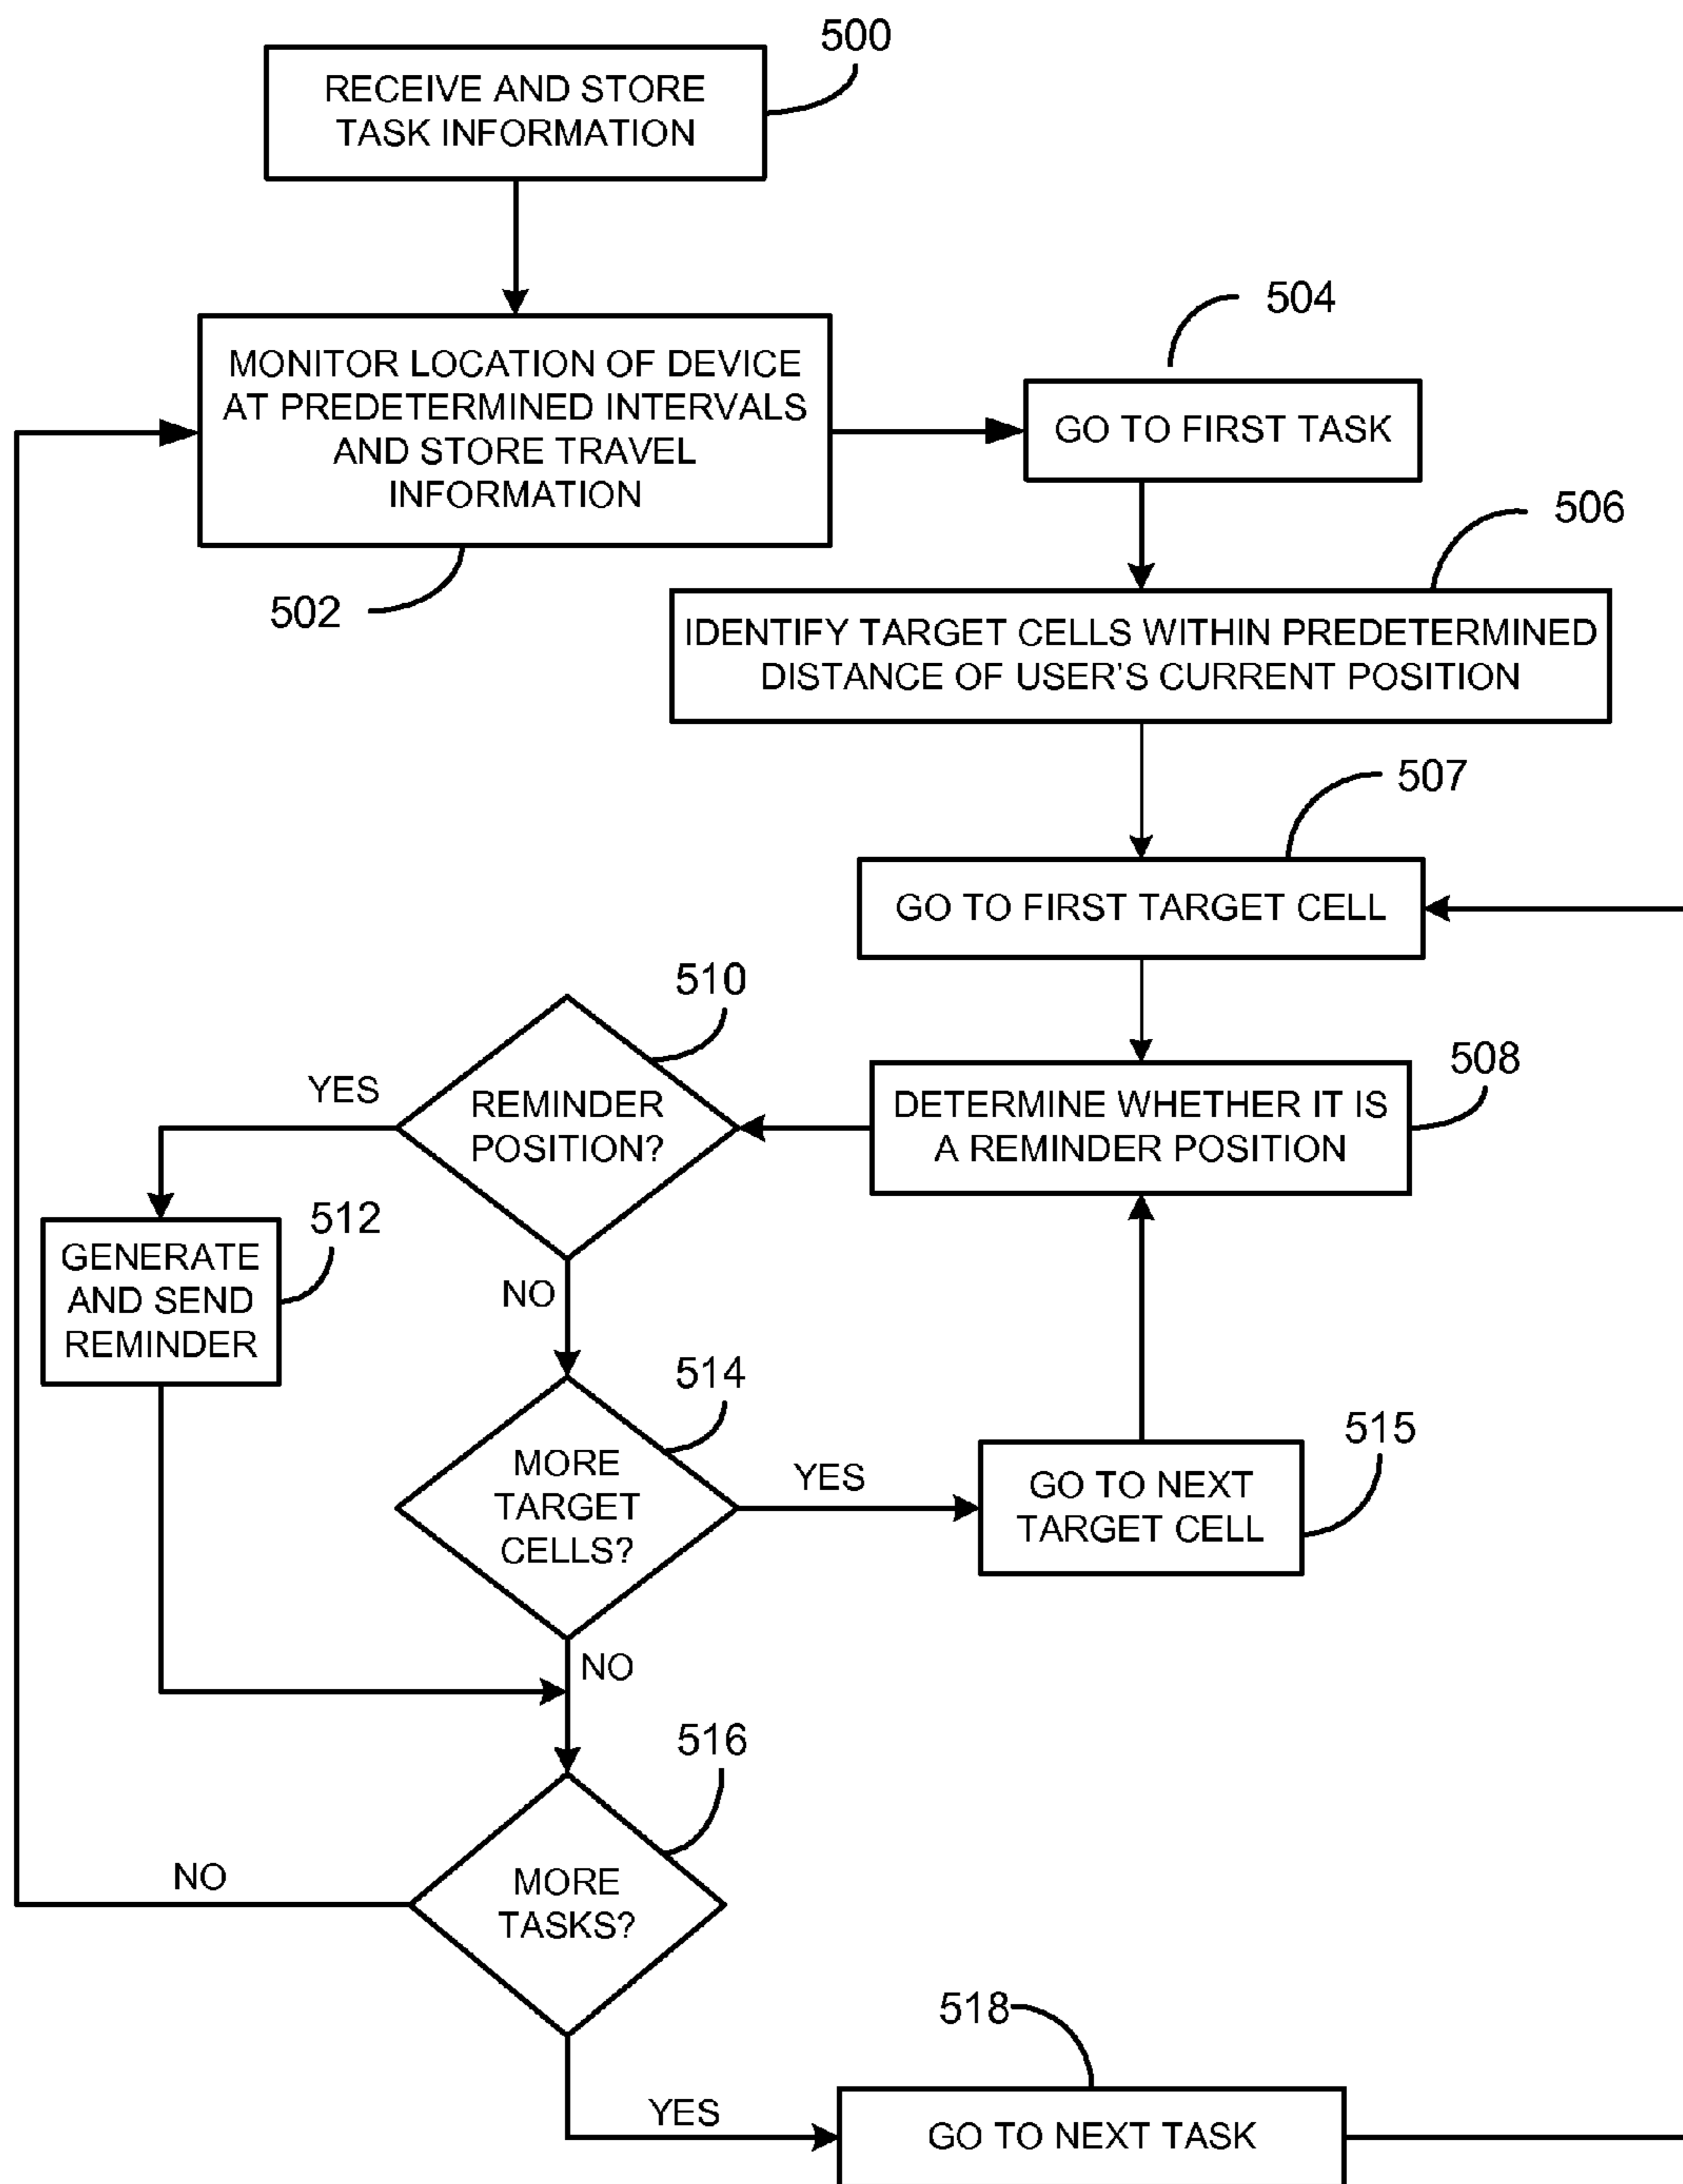 500
RECEIVE AND STORE
TASK INFORMATION
504
MONITOR LOCATION OF DEVICE
AT PREDETERMINED INTERVALS
AND STORE TRAVEL
INFORMATION
GO TO FIRST TASK
502
506
IDENTIFY TARGET CELLS WITHIN PREDETERMINED
DISTANCE OF USER'S CURRENT POSITION
507
GO TO FIRST TARGET CELL
510
508
YES
REMINDER
POSITION?
DETERMINE WHETHER IT IS
A REMINDER POSITION
512
GENERATE
AND SEND
REMINDER
NO
514
515
MORE
TARGET
CELLS?
YES
GO TO NEXT
TARGET CELL
NO
516
NO
MORE
TASKS?
518
YES
GO TO NEXT TASK